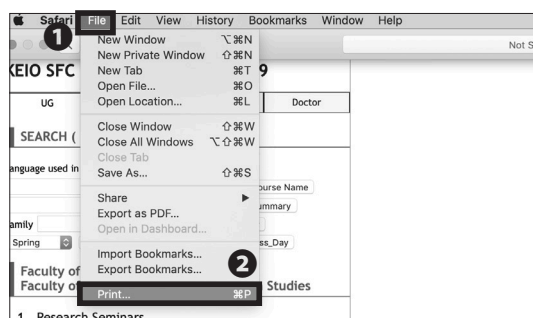 Safari File Edit View History Bookmarks Window Help
1
New Window ⌥⌘N
New Private Window ⇧⌘N
New Tab ⌘T
Open File... ⌘O
Open Location... ⌘L
Close Window ⇧⌘W
Close All Windows ⌥⇧⌘W
Close Tab
Save As... ⇧⌘S
Share ▶
Export as PDF...
Open in Dashboard...
Import Bookmarks...
Export Bookmarks...
2
Print... ⌘P
Not S
KEIO SFC 9
UG Doctor
SEARCH (
anguage used in
ourse Name
ummary
amily
Spring ss_Day
Faculty of
Faculty of Studies
1. Research Seminars